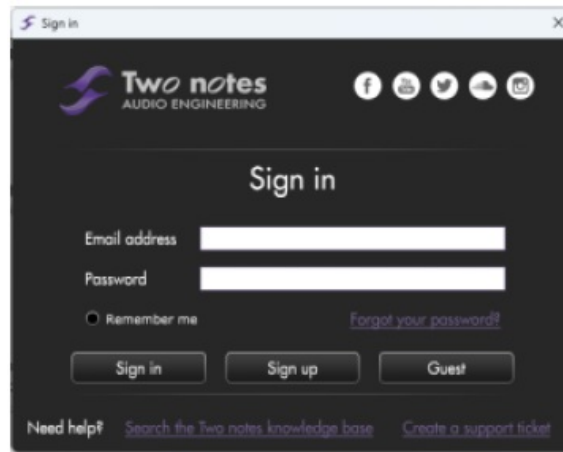 Sign in
Two notes
AUDIO ENGINEERING
Sign in
Email address
Password
Remember me Forgot your password?
Sign in Sign up Guest
Need help? Search the Two notes knowledge base Create a support ticket